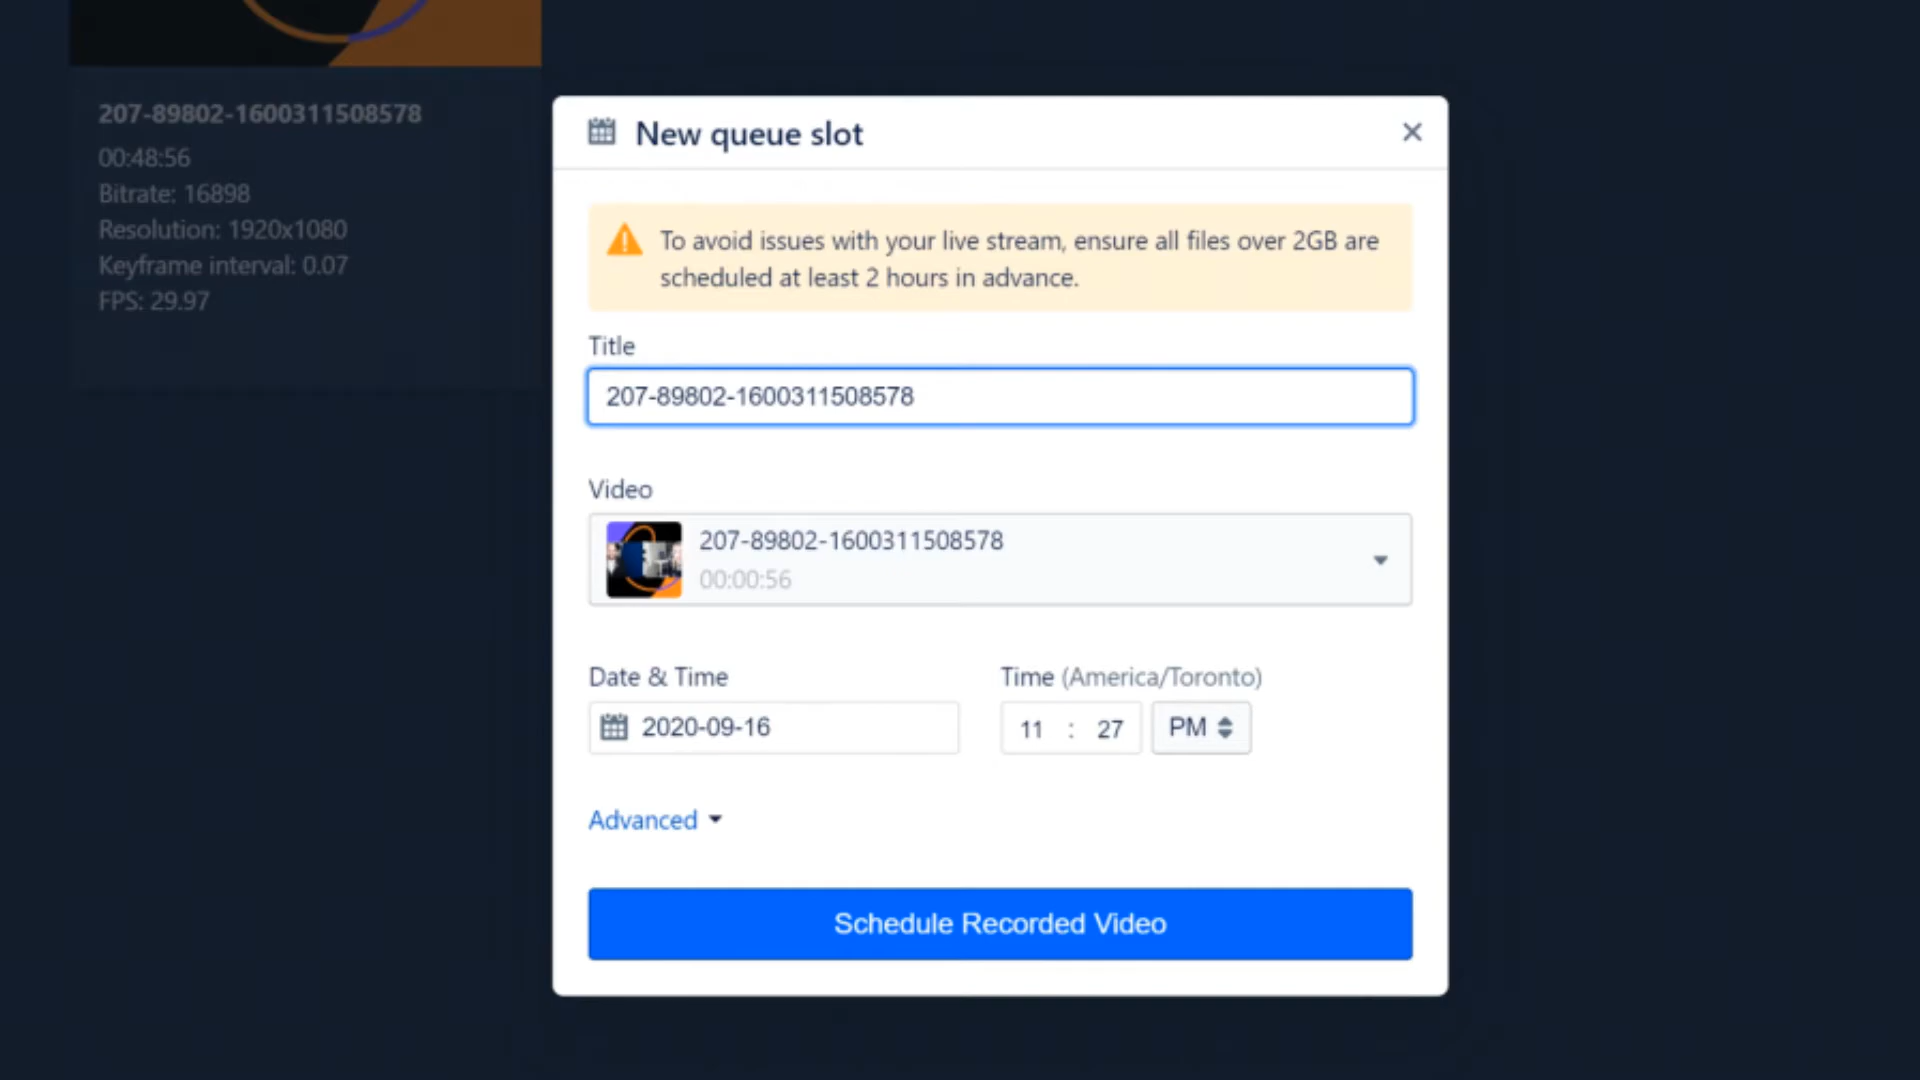 207-89802-1600311508578
00:48:56
Bitrate: 16898
Resolution: 1920x1080
Keyframe interval: 0.07
FPS: 29.97
New queue slot
To avoid issues with your live stream, ensure all files over 2GB are
scheduled at least 2 hours in advance.
Title
207-89802-1600311508578
Video
207-89802-1600311508578
00:00:56
Date & Time
Time (America/Toronto)
2020-09-16
11 : 27 PM
Advanced
Schedule Recorded Video